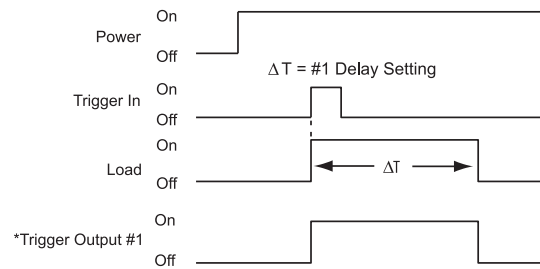 On
Power
Off
ΔT = #1 Delay Setting
On
Trigger In
Off
On
Load
ΔT
Off
On
*Trigger Output #1
Off